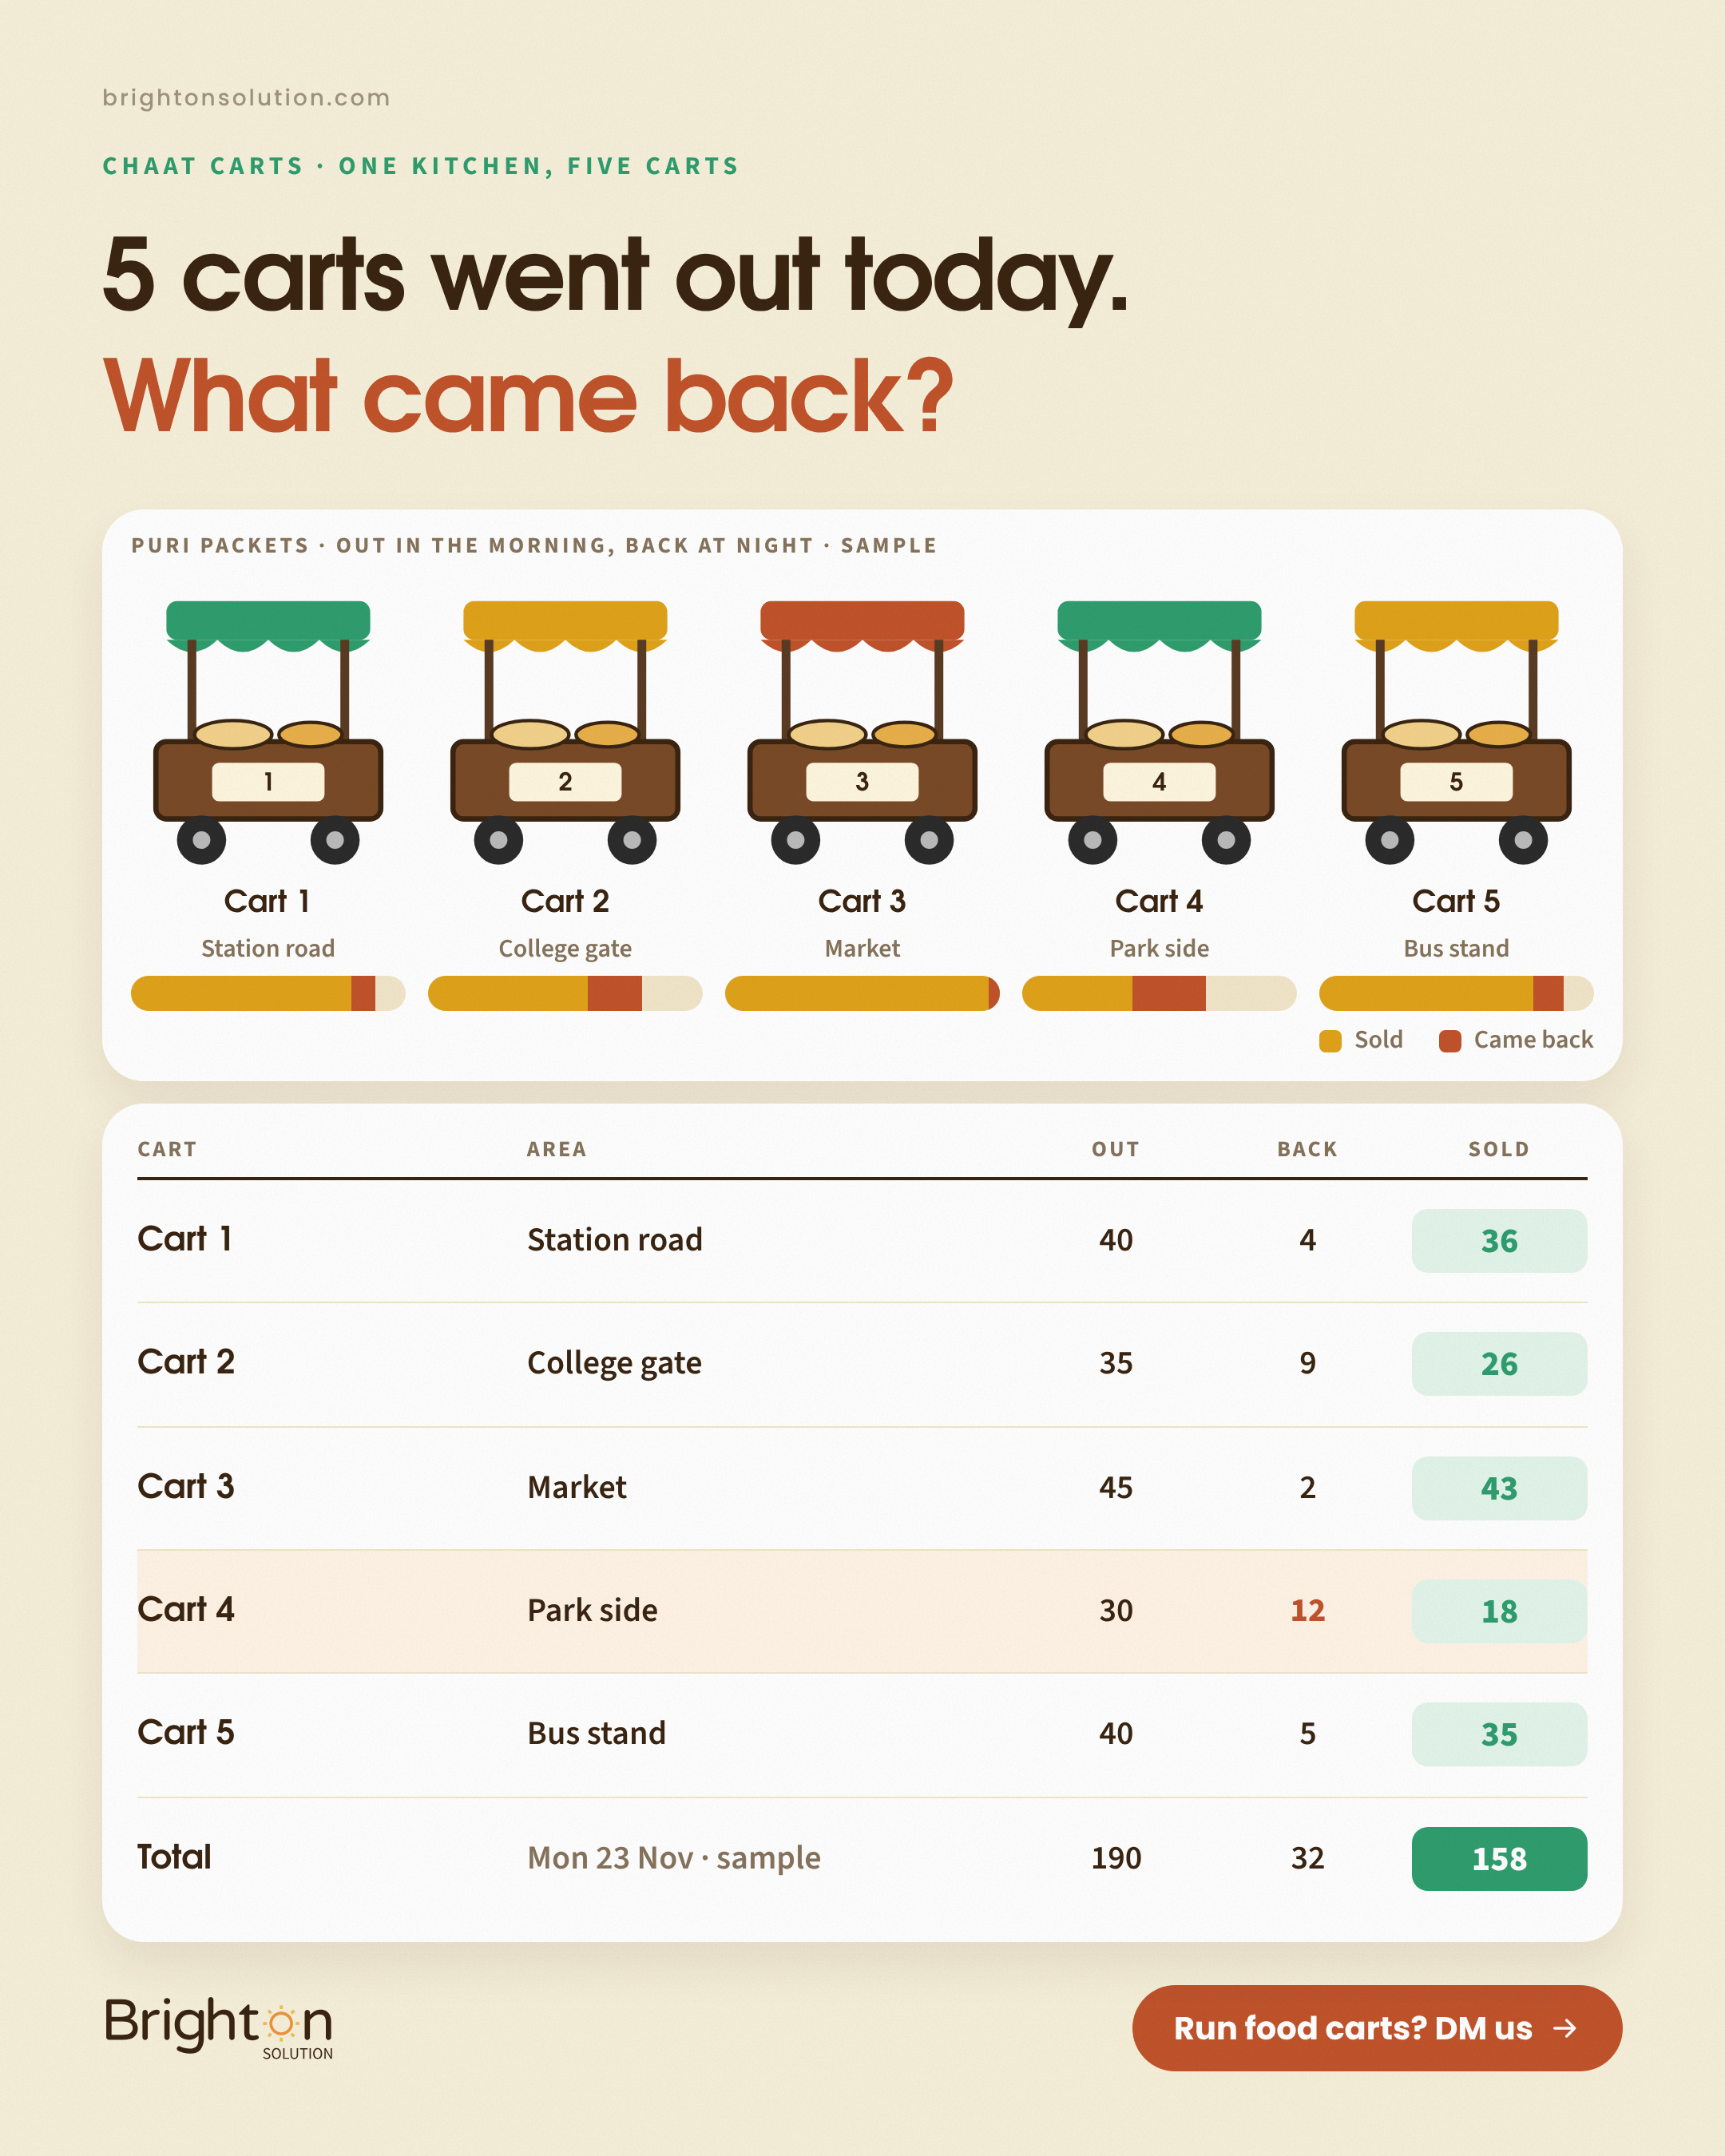 brightonsolution.com
CHAAT CARTS · ONE KITCHEN, FIVE CARTS
5 carts went out today.
What came back?
PURI PACKETS · OUT IN THE MORNING, BACK AT NIGHT · SAMPLE
1 2 3 4 5
Cart 1 Cart 2 Cart 3 Cart 4 Cart 5
Station road College gate Market Park side Bus stand
Sold Came back
CART AREA OUT BACK SOLD
Cart 1 Station road 40 4 36
Cart 2 College gate 35 9 26
Cart 3 Market 45 2 43
Cart 4 Park side 30 12 18
Cart 5 Bus stand 40 5 35
Total Mon 23 Nov · sample 190 32 158
Brighton
SOLUTION
Run food carts? DM us →